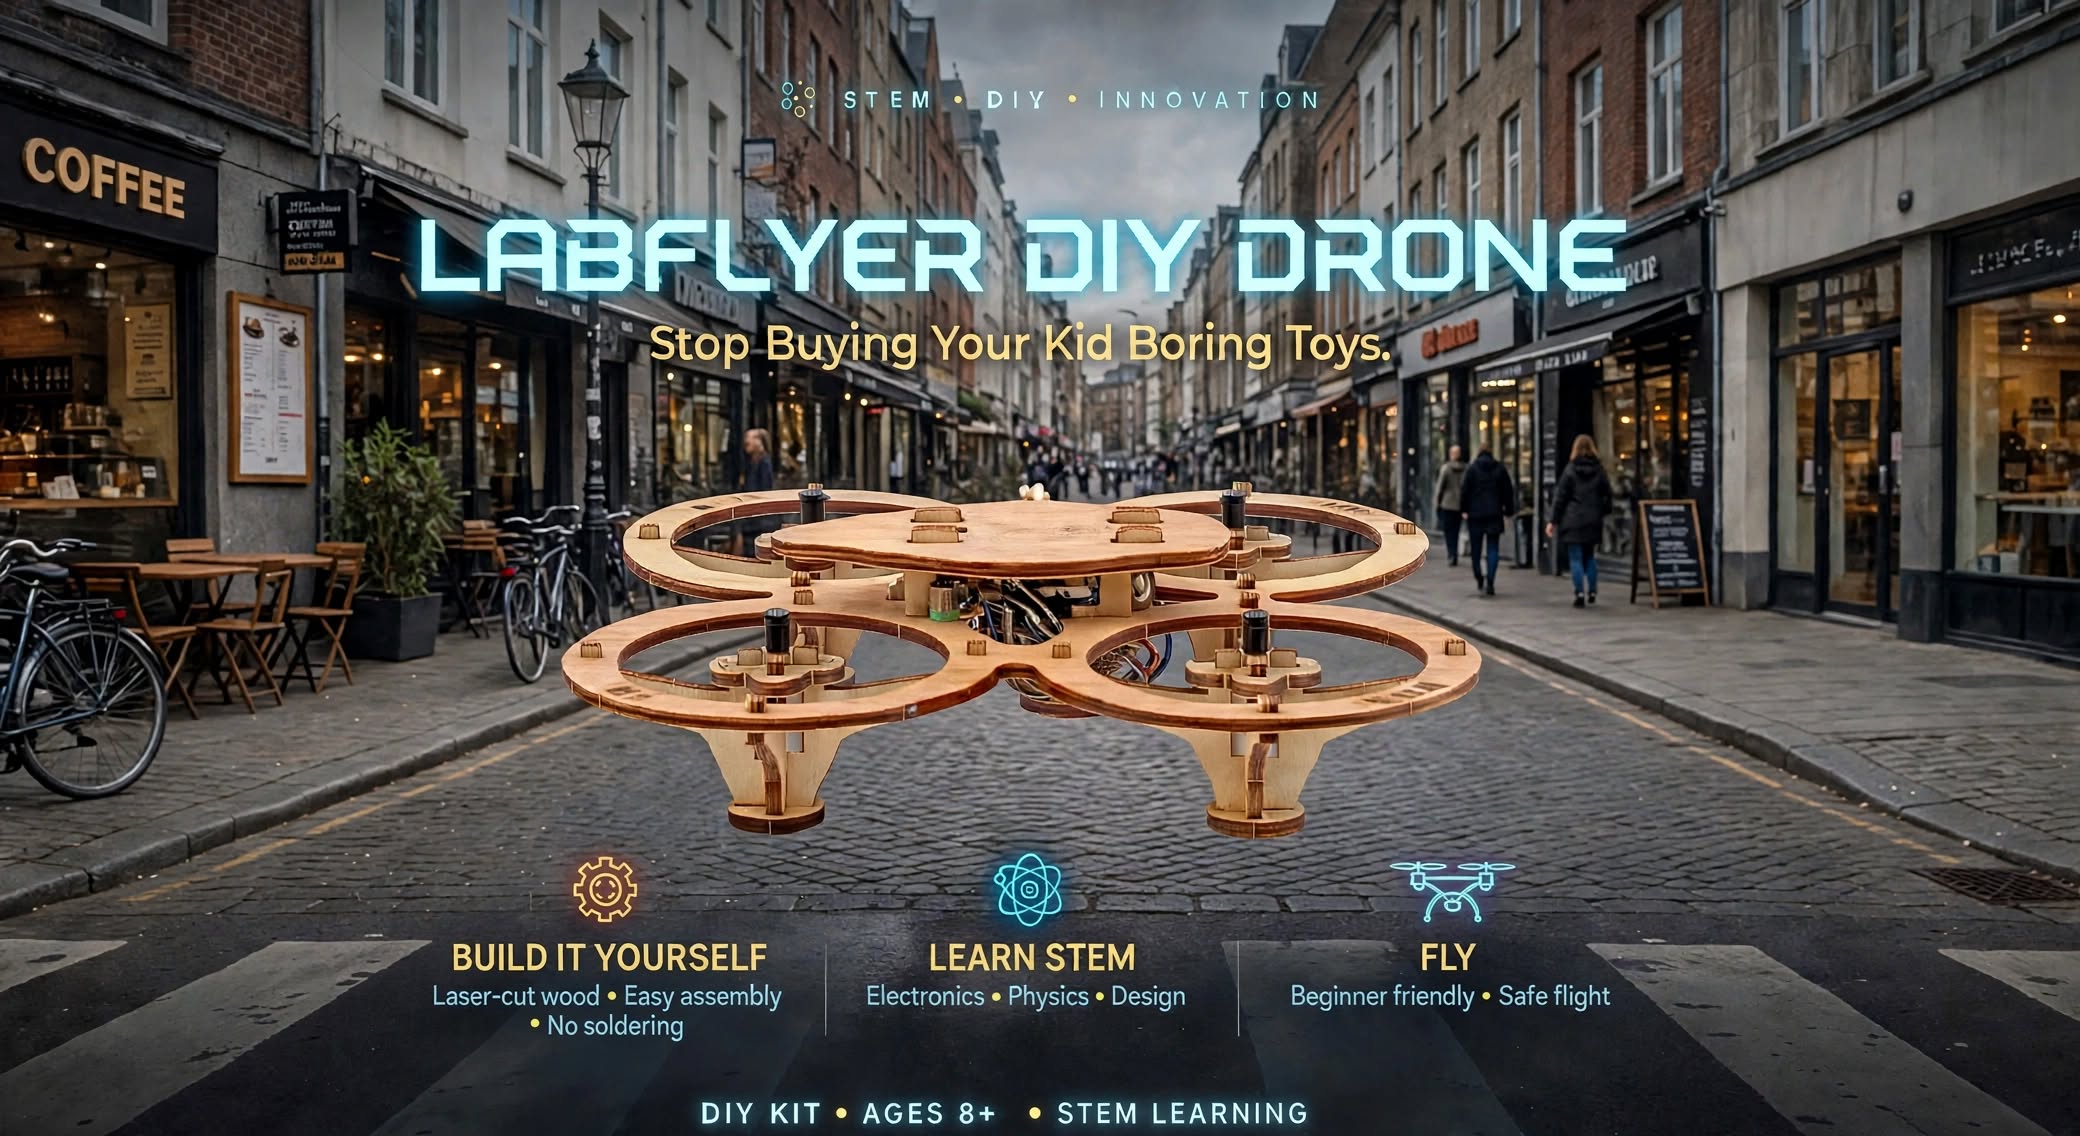 STEM • DIY • INNOVATION
COFFEE
LABFLYER DIY DRONE
Stop Buying Your Kid Boring Toys.
BUILD IT YOURSELF
Laser-cut wood • Easy assembly
• No soldering
LEARN STEM
Electronics • Physics • Design
FLY
Beginner friendly • Safe flight
DIY KIT • AGES 8+ • STEM LEARNING